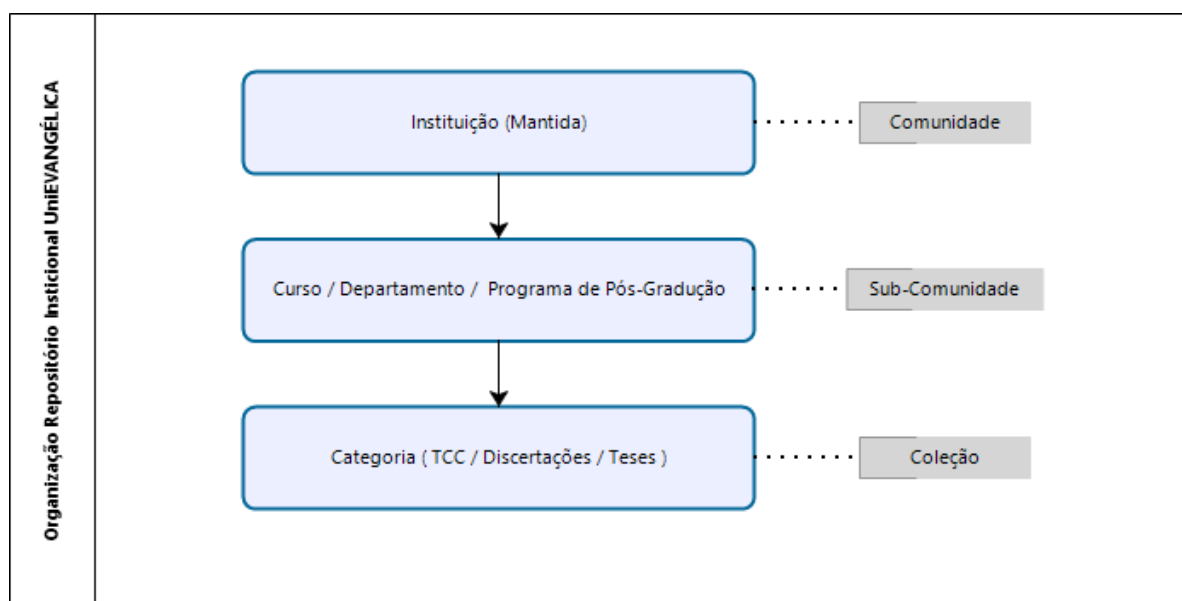 Organização Repositório Insticional UniEVANGÉLICA
Instituição (Mantida)
Comunidade
Curso / Departamento / Programa de Pós-Gradução
Sub-Comunidade
Categoria ( TCC / Discertações / Teses )
Coleção